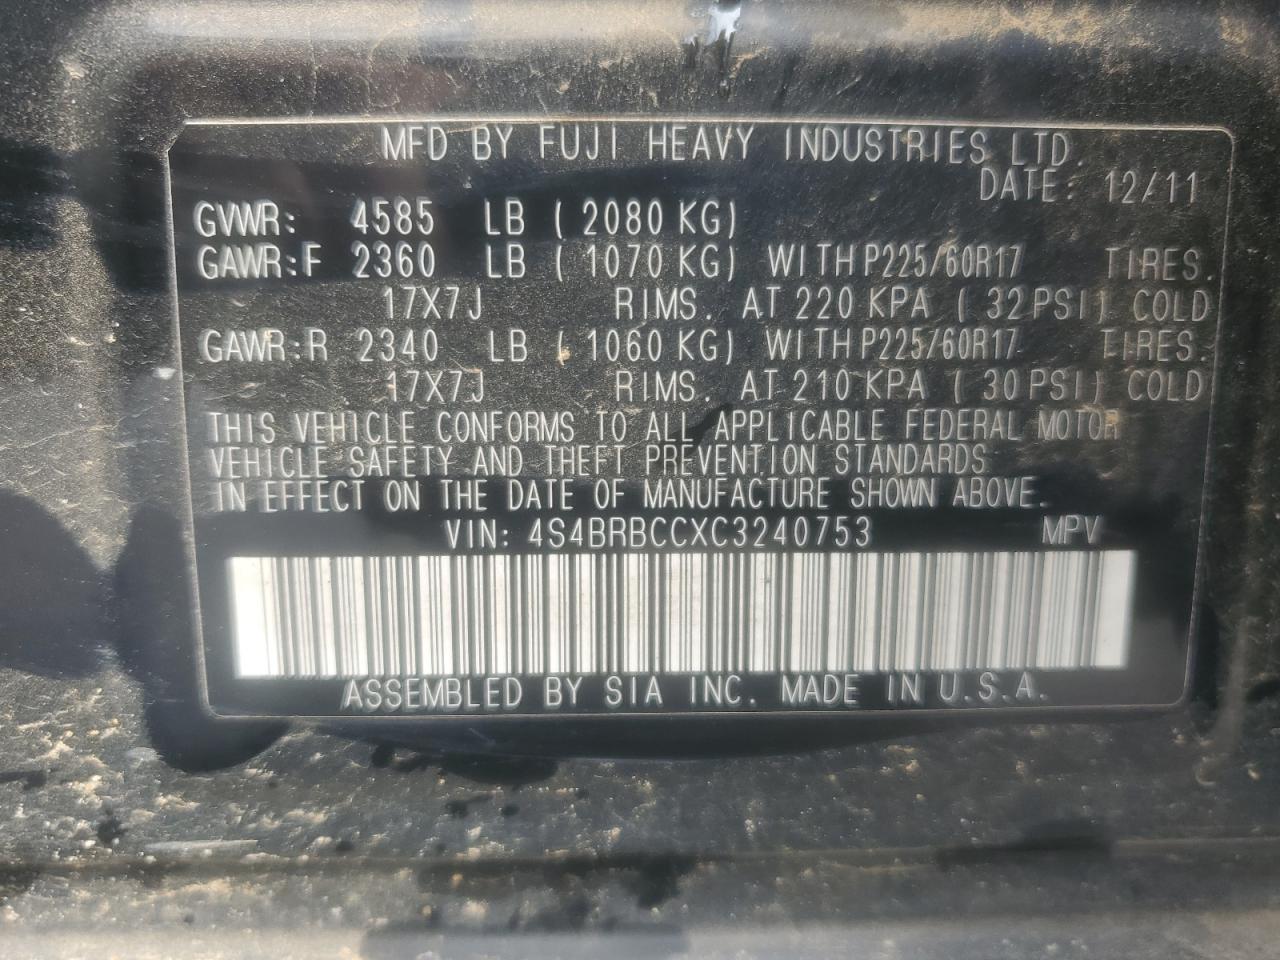 MFD BY FUJI HEAVY INDUSTRIES LTD.
DATE: 12/11
GVWR: 4585 LB ( 2080 KG)
GAWR:F 2360 LB ( 1070 KG) WITH P225/60R17 TIRES.
17X7J RIMS. AT 220 KPA ( 32 PSI) COLD
GAWR:R 2340 LB ( 1060 KG) WITH P225/60R17 TIRES.
17X7J RIMS. AT 210 KPA ( 30 PSI) COLD
THIS VEHICLE CONFORMS TO ALL APPLICABLE FEDERAL MOTOR
VEHICLE SAFETY AND THEFT PREVENTION STANDARDS
IN EFFECT ON THE DATE OF MANUFACTURE SHOWN ABOVE.
VIN: 4S4BRBCCXC3240753 MPV
ASSEMBLED BY SIA INC. MADE IN U.S.A.